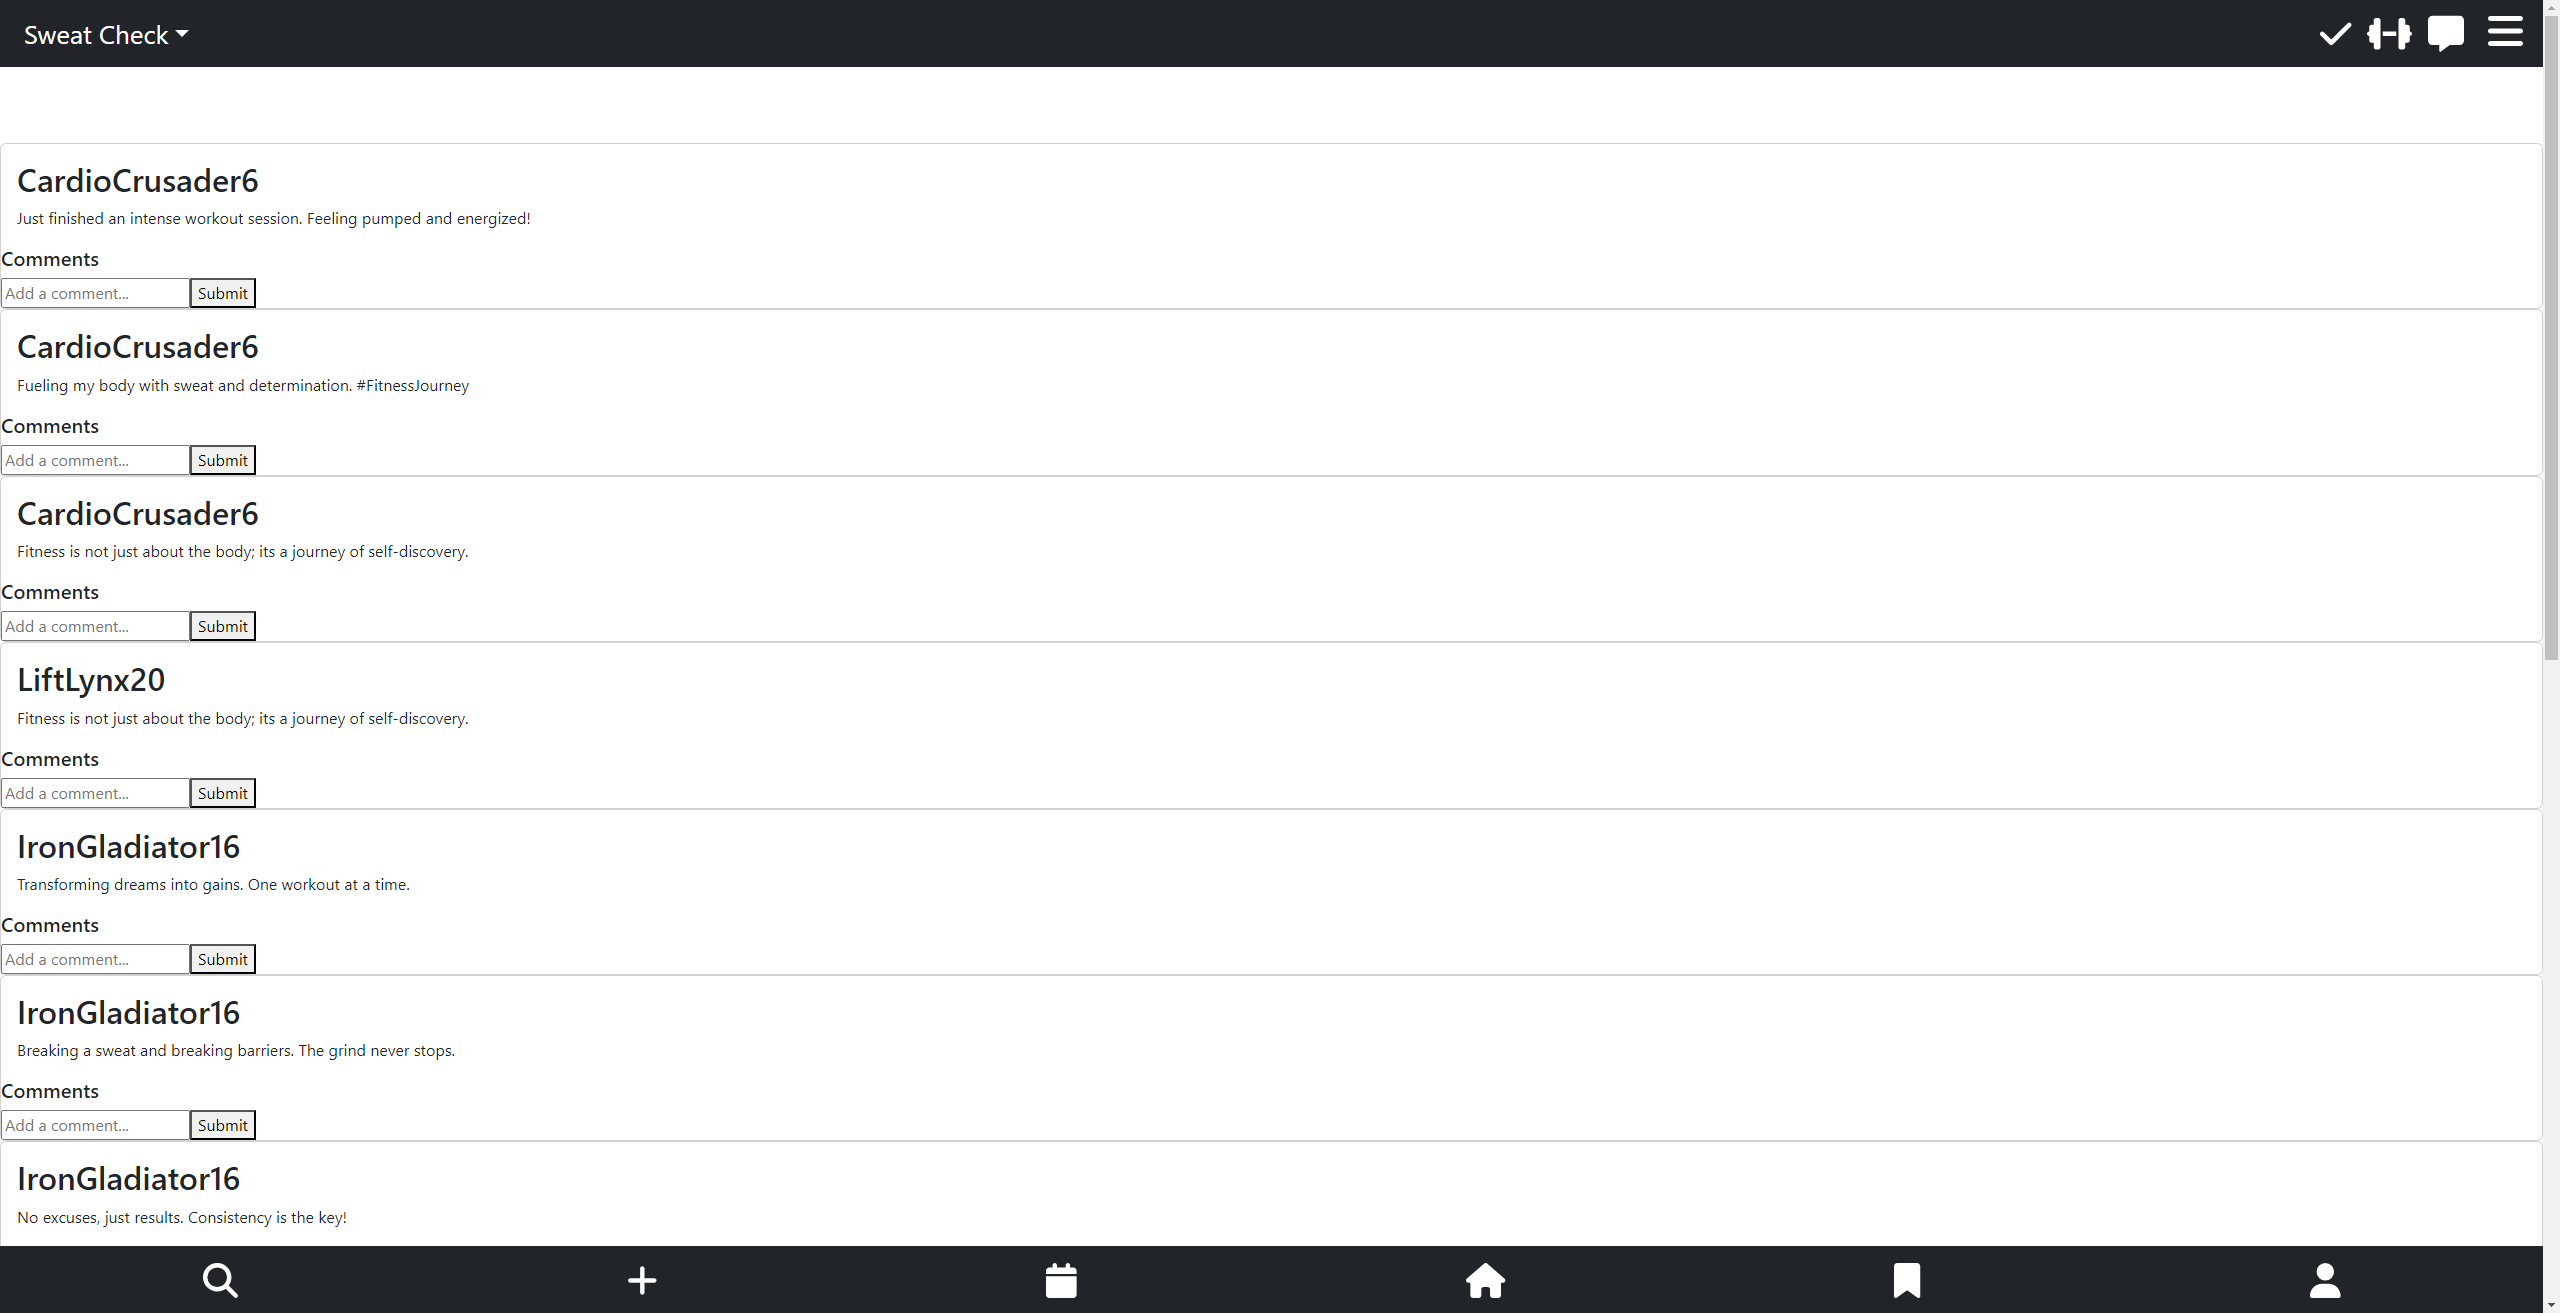 Sweat Check
CardioCrusader6
Just finished an intense workout session. Feeling pumped and energized!
Comments
Add a comment... Submit
CardioCrusader6
Fueling my body with sweat and determination. #FitnessJourney
Comments
Add a comment... Submit
CardioCrusader6
Fitness is not just about the body; its a journey of self-discovery.
Comments
Add a comment... Submit
LiftLynx20
Fitness is not just about the body; its a journey of self-discovery.
Comments
Add a comment... Submit
IronGladiator16
Transforming dreams into gains. One workout at a time.
Comments
Add a comment... Submit
IronGladiator16
Breaking a sweat and breaking barriers. The grind never stops.
Comments
Add a comment... Submit
IronGladiator16
No excuses, just results. Consistency is the key!